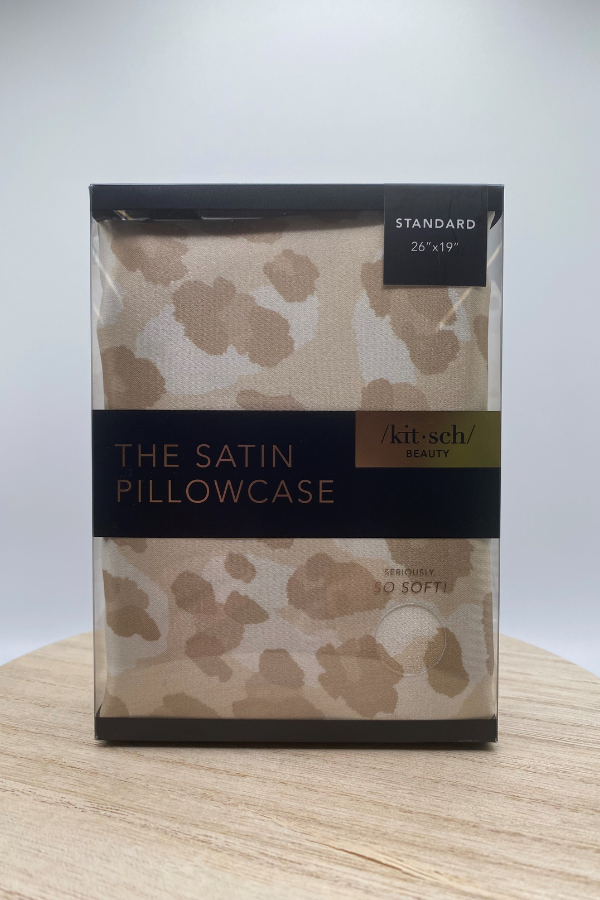 STANDARD
26"x19"
/kit·sch/
BEAUTY
THE SATIN
PILLOWCASE
SERIOUSLY,
SO SOFT!